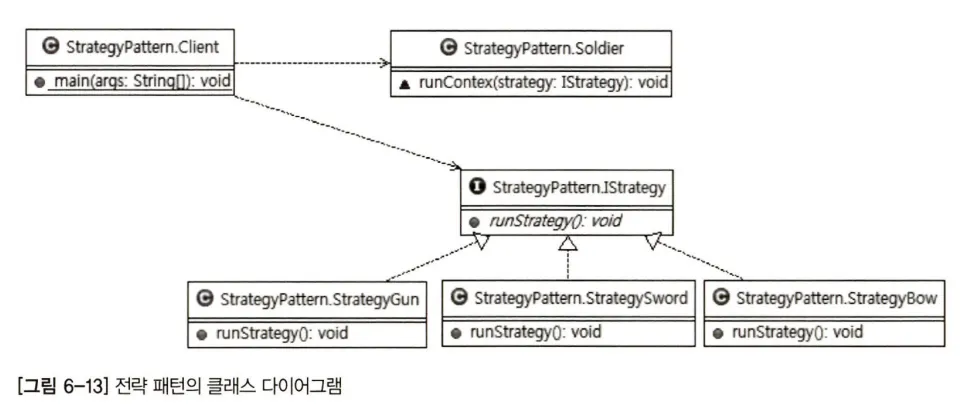 StrategyPattern.Client
main(args: String[]): void
StrategyPattern.Soldier
runContex(strategy: IStrategy): void
StrategyPattern.IStrategy
runStrategy(): void
StrategyPattern.StrategyGun
runStrategy(): void
StrategyPattern.StrategySword
runStrategy(): void
StrategyPattern.StrategyBow
runStrategy(): void
[그림 6-13] 전략 패턴의 클래스 다이어그램